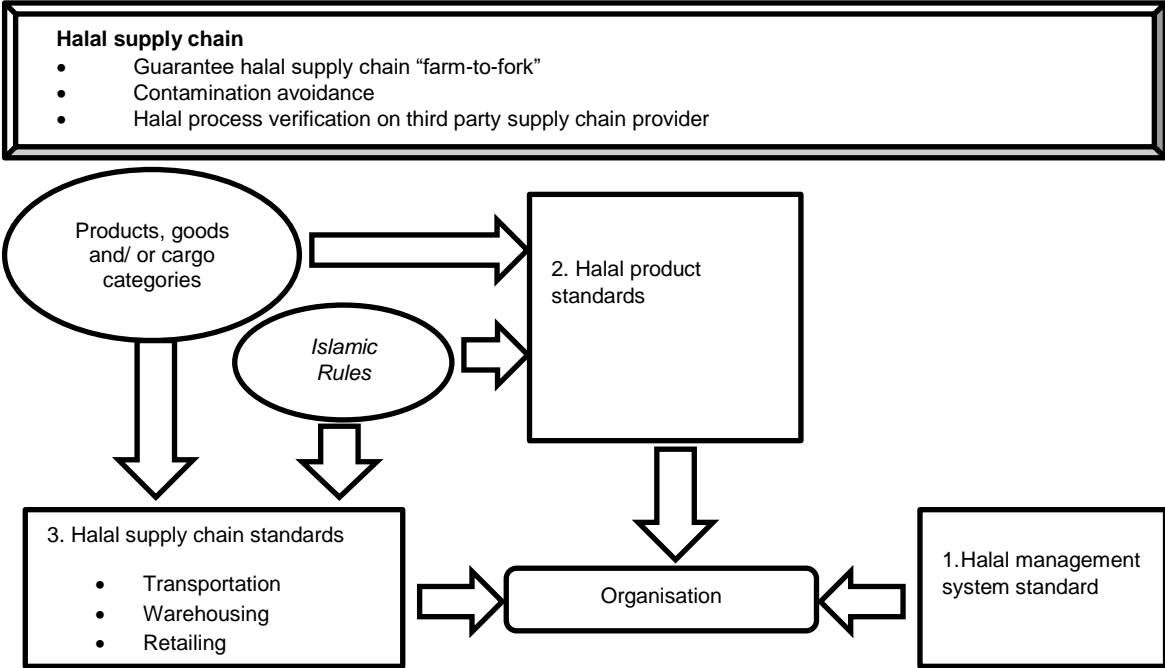 Halal supply chain
• Guarantee halal supply chain “farm-to-fork”
• Contamination avoidance
• Halal process verification on third party supply chain provider
Products, goods
and/ or cargo
categories
2. Halal product
standards
Islamic
Rules
3. Halal supply chain standards
• Transportation
• Warehousing
• Retailing
Organisation
1.Halal management
system standard